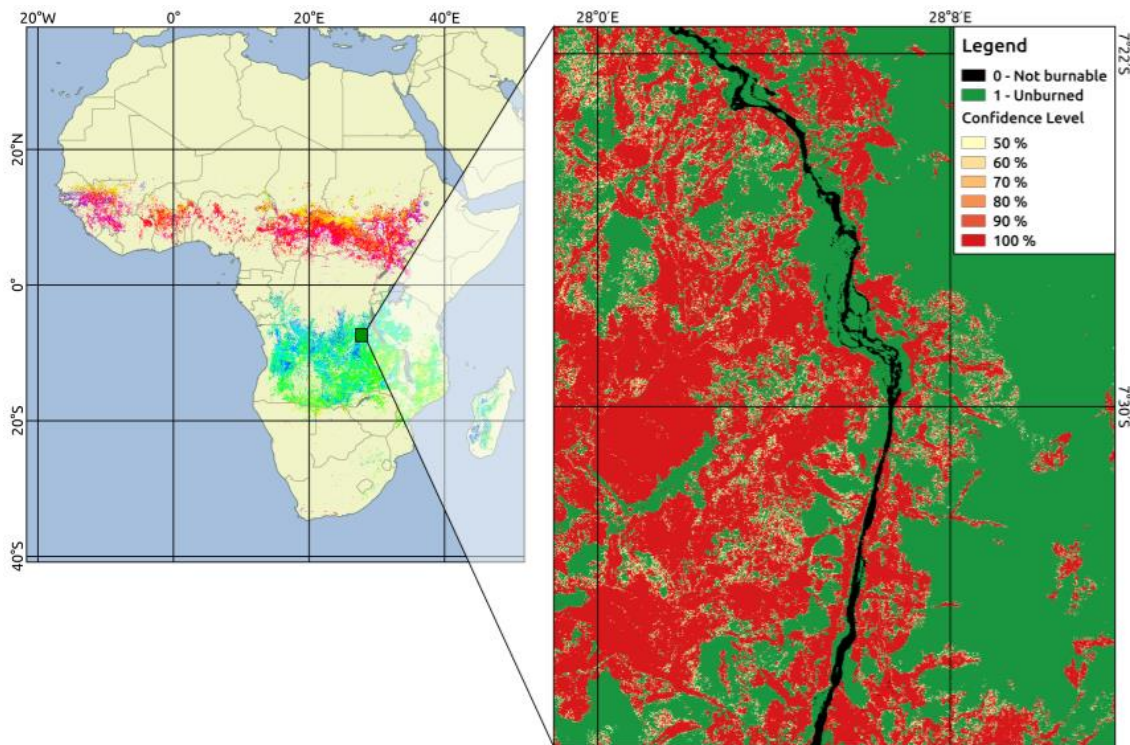 20°W 0° 20°E 40°E
20°N
0°
20°S
40°S
28°0'E 28°8'E
7°22'S
7°30'S
Legend
0 - Not burnable
1 - Unburned
Confidence Level
50 %
60 %
70 %
80 %
90 %
100 %